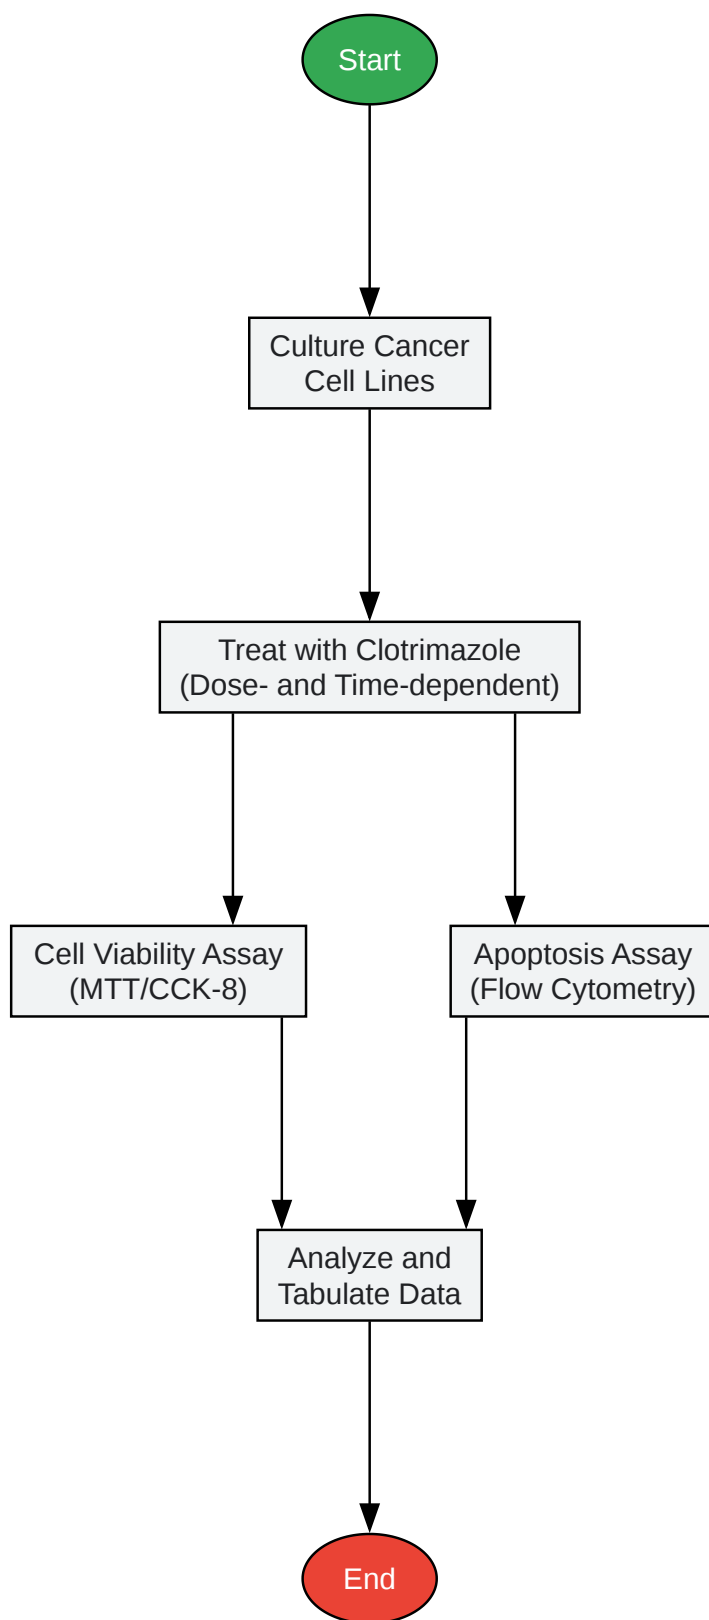 Start
Culture Cancer
Cell Lines
Treat with Clotrimazole
(Dose- and Time-dependent)
Cell Viability Assay
(MTT/CCK-8)
Apoptosis Assay
(Flow Cytometry)
Analyze and
Tabulate Data
End